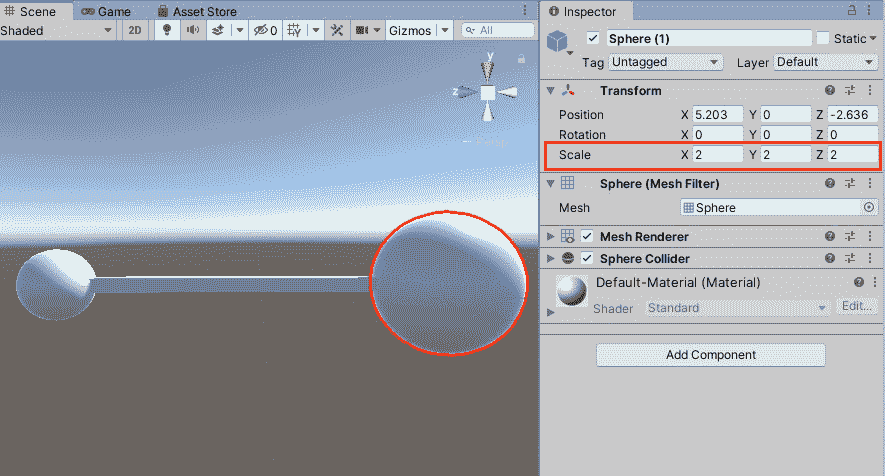 Scene Game Asset Store
Shaded 2D 0 Gizmos All
y
z
Inspector
Sphere (1) Static
Tag Untagged Layer Default
Transform
Position X 5.203 Y 0 Z -2.636
Rotation X 0 Y 0 Z 0
Scale X 2 Y 2 Z 2
Sphere (Mesh Filter)
Mesh Sphere
Mesh Renderer
Sphere Collider
Default-Material (Material)
Shader Standard Edit...
Add Component